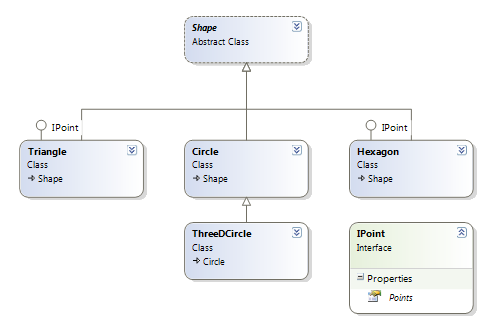 Shape
Abstract Class
IPoint
IPoint
Triangle
Class
Shape
Circle
Class
Shape
Hexagon
Class
Shape
ThreeDCircle
Class
Circle
IPoint
Interface
Properties
Points